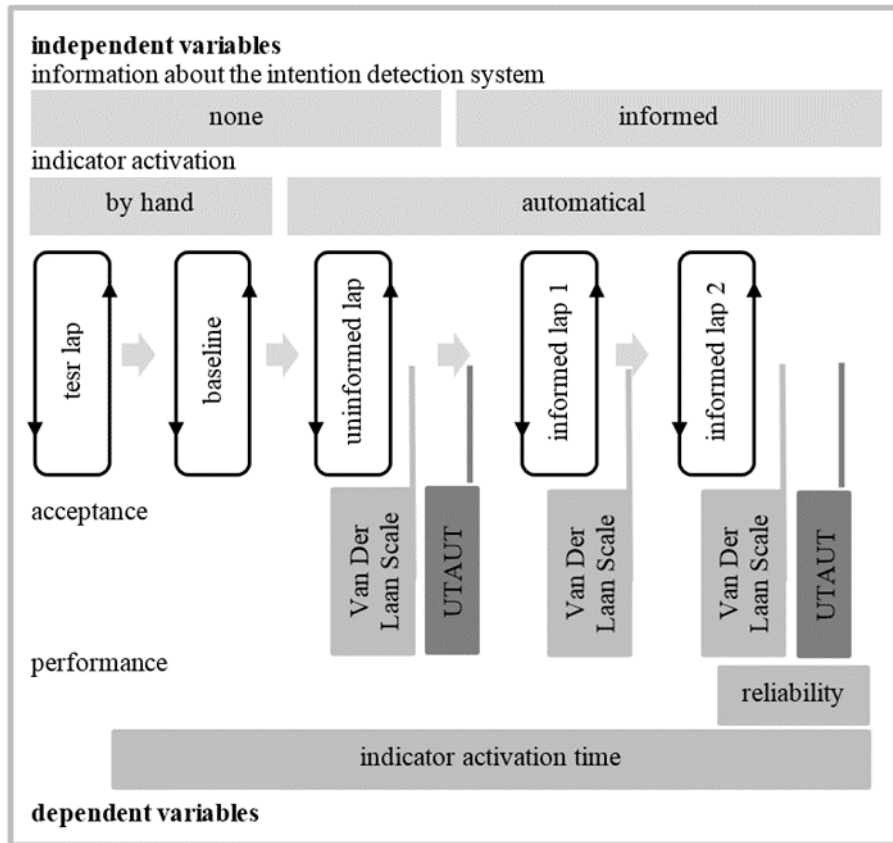 independent variables
information about the intention detection system
none
informed
indicator activation
by hand
automatical
tesr lap
baseline
uninformed lap
informed lap 1
informed lap 2
acceptance
Van Der
Laan Scale
UTAUT
Van Der
Laan Scale
Van Der
Laan Scale
UTAUT
performance
reliability
indicator activation time
dependent variables